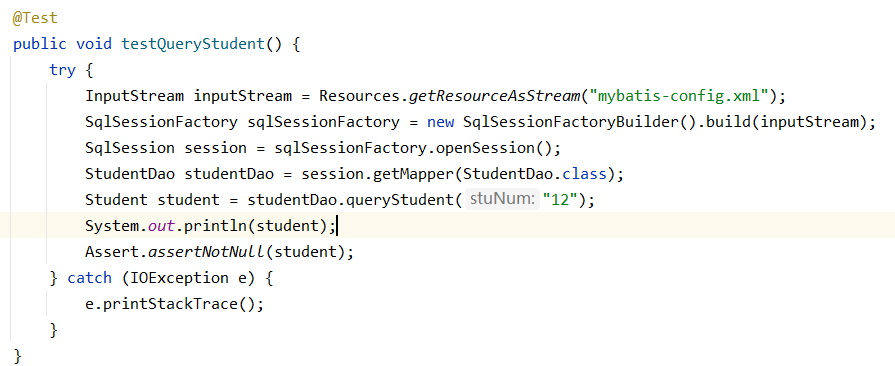 @Test
public void testQueryStudent() {
    try {
        InputStream inputStream = Resources.getResourceAsStream("mybatis-config.xml");
        SqlSessionFactory sqlSessionFactory = new SqlSessionFactoryBuilder().build(inputStream);
        SqlSession session = sqlSessionFactory.openSession();
        StudentDao studentDao = session.getMapper(StudentDao.class);
        Student student = studentDao.queryStudent( stuNum: "12");
        System.out.println(student);
        Assert.assertNotNull(student);
    } catch (IOException e) {
        e.printStackTrace();
    }
}